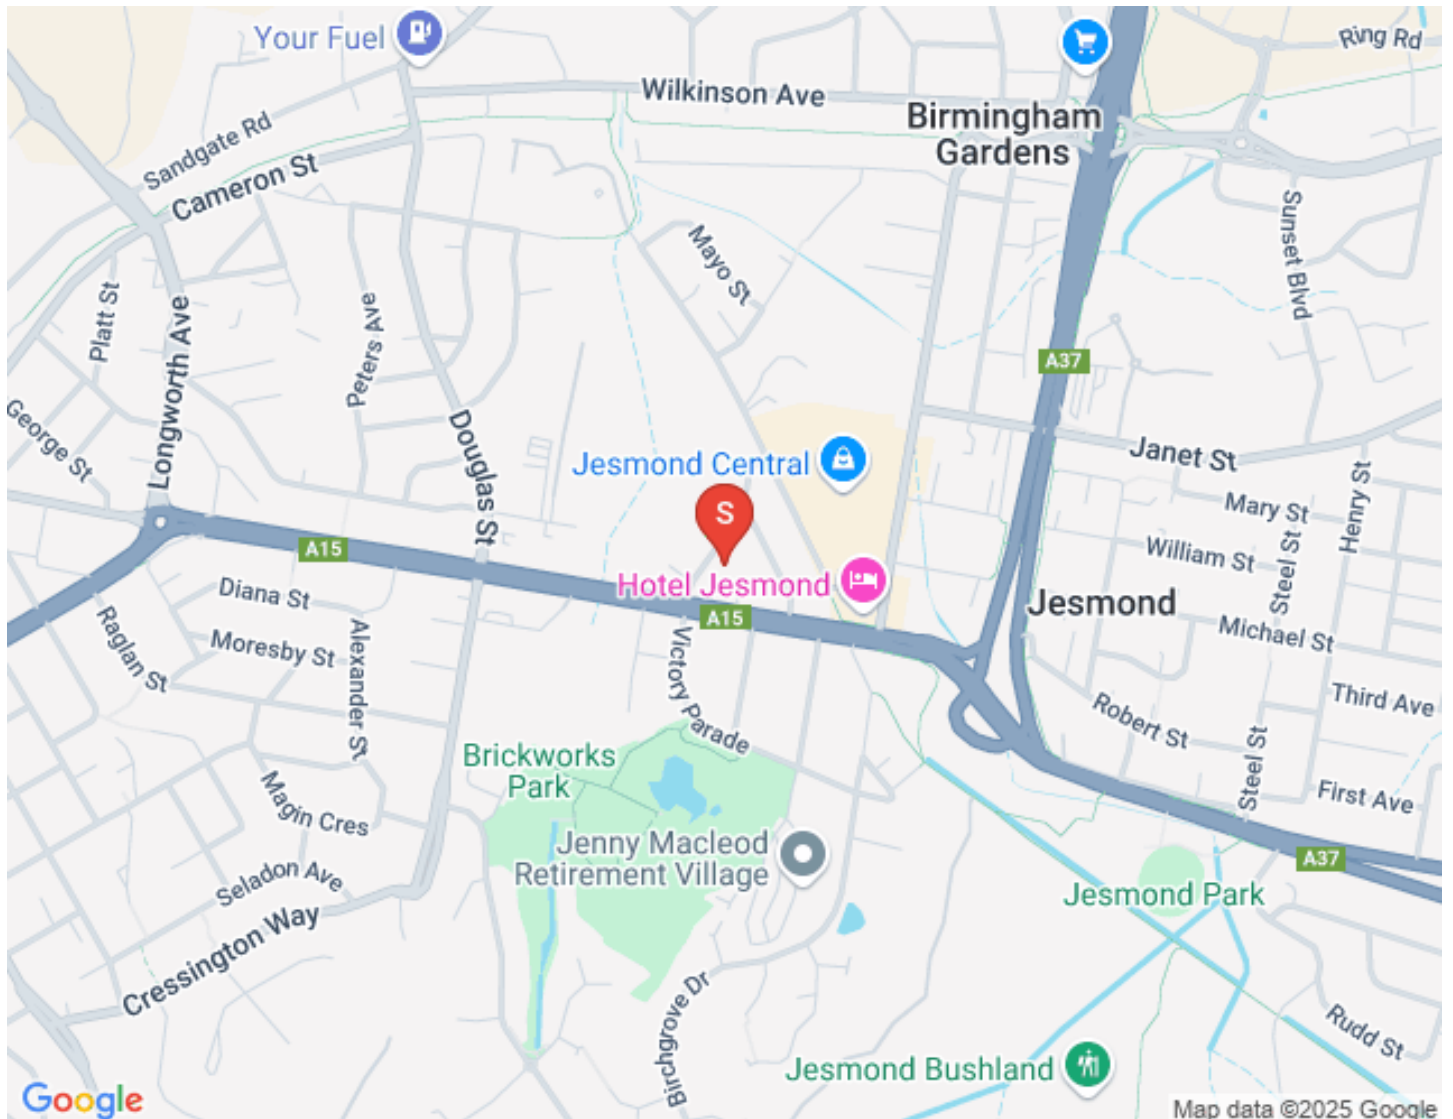 Your Fuel
Ring Rd
Wilkinson Ave
Birmingham
Gardens
Sandgate Rd
Cameron St
Sunset Blvd
Mayo St
Platt St
Longworth Ave
Peters Ave
A37
George St
Douglas St
Janet St
Jesmond Central
Henry St
Mary St
S
William St
Steel St
A15
Hotel Jesmond
Diana St
Jesmond
A15
Michael St
Raglan St
Moresby St
Alexander St
Victory Parade
Third Ave
Robert St
Brickworks
Park
Steel St
Magin Cres
First Ave
Jenny Macleod
Retirement Village
A37
Seladon Ave
Jesmond Park
Cressington Way
Birchgrove Dr
Rudd St
Jesmond Bushland
Google
Map data ©2025 Google